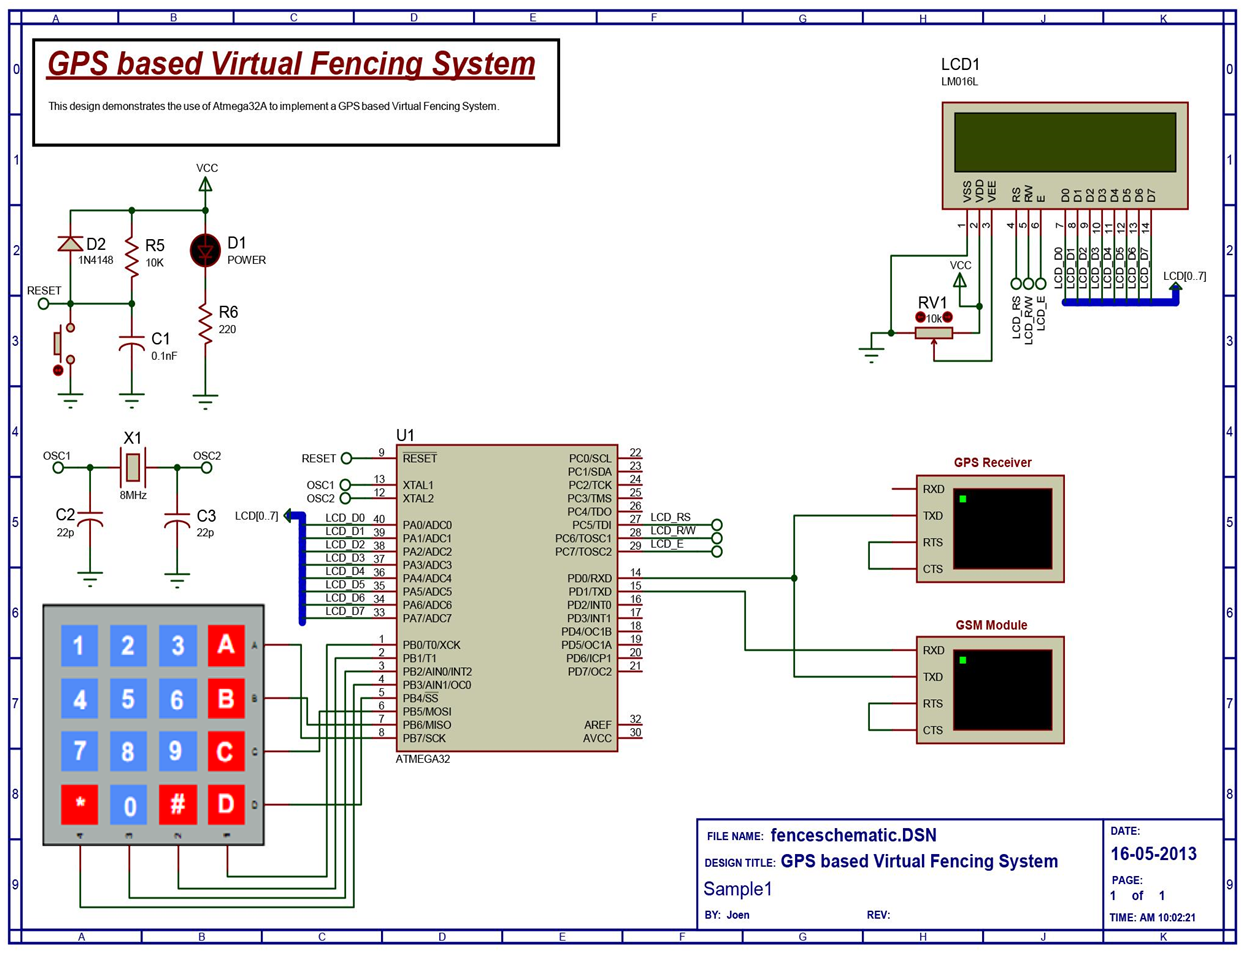 A B C D E F G H J K
GPS based Virtual Fencing System
This design demonstrates the use of Atmega32A to implement a GPS based Virtual Fencing System.
0 0
1 1
2 2
3 3
4 4
5 5
6 6
7 7
8 8
9 9
LCD1
LM016L
VSS VDD VEE RS RW E D0 D1 D2 D3 D4 D5 D6 D7
1 2 3 4 5 6 7 8 9 10 11 12 13 14
LCD_RS LCD_R/W LCD_E
LCD_D0 LCD_D1 LCD_D2 LCD_D3 LCD_D4 LCD_D5 LCD_D6 LCD_D7
LCD[0..7]
VCC
RV1
10k
VCC
D2
1N4148
R5
10K
D1
POWER
RESET
R6
220
C1
0.1nF
X1
OSC1 OSC2
8MHz
C2
22p
C3
22p
U1
RESET 9 RESET
OSC1 13 XTAL1
OSC2 12 XTAL2
LCD[0..7]
LCD_D0 40 PA0/ADC0
LCD_D1 39 PA1/ADC1
LCD_D2 38 PA2/ADC2
LCD_D3 37 PA3/ADC3
LCD_D4 36 PA4/ADC4
LCD_D5 35 PA5/ADC5
LCD_D6 34 PA6/ADC6
LCD_D7 33 PA7/ADC7
1 PB0/T0/XCK
2 PB1/T1
3 PB2/AIN0/INT2
4 PB3/AIN1/OC0
5 PB4/SS
6 PB5/MOSI
7 PB6/MISO
8 PB7/SCK
PC0/SCL 22
PC1/SDA 23
PC2/TCK 24
PC3/TMS 25
PC4/TDO 26
PC5/TDI 27 LCD_RS
PC6/TOSC1 28 LCD_R/W
PC7/TOSC2 29 LCD_E
PD0/RXD 14
PD1/TXD 15
PD2/INT0 16
PD3/INT1 17
PD4/OC1B 18
PD5/OC1A 19
PD6/ICP1 20
PD7/OC2 21
AREF 32
AVCC 30
ATMEGA32
GPS Receiver
RXD
TXD
RTS
CTS
GSM Module
RXD
TXD
RTS
CTS
1 2 3 A A
4 5 6 B B
7 8 9 C C
* 0 # D D
4 3 2 1
FILE NAME: fenceschematic.DSN
DESIGN TITLE: GPS based Virtual Fencing System
Sample1
BY: Joen REV:
DATE:
16-05-2013
PAGE:
1 of 1
TIME: AM 10:02:21
A B C D E F G H J K